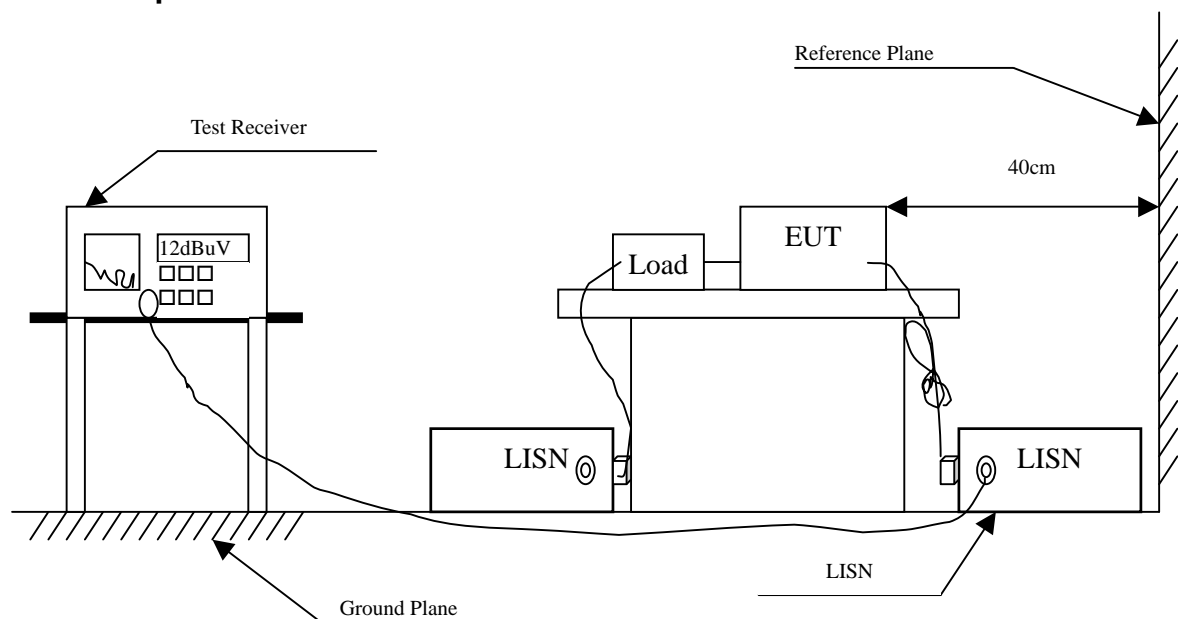 Reference Plane
Test Receiver
40cm
12dBuV
EUT
Load
LISN
LISN
LISN
Ground Plane